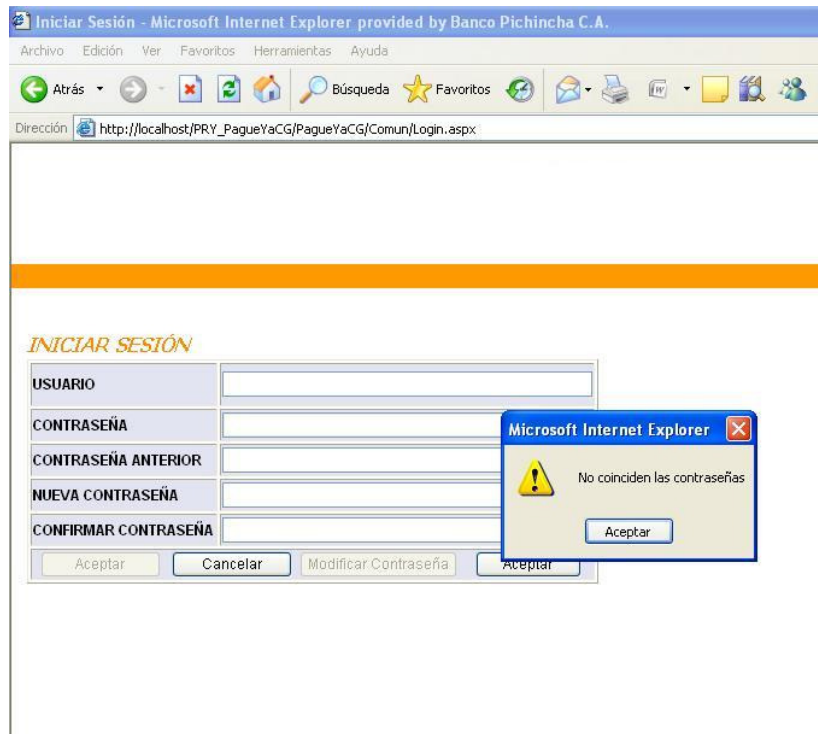 Iniciar Sesión - Microsoft Internet Explorer provided by Banco Pichincha C.A.
Archivo Edición Ver Favoritos Herramientas Ayuda
Atrás Búsqueda Favoritos
Dirección http://localhost/PRY_PagueYaCG/PagueYaCG/Comun/Login.aspx
INICIAR SESIÓN
USUARIO
CONTRASEÑA
CONTRASEÑA ANTERIOR
NUEVA CONTRASEÑA
CONFIRMAR CONTRASEÑA
Aceptar Cancelar Modificar Contraseña Aceptar
Microsoft Internet Explorer
No coinciden las contraseñas
Aceptar